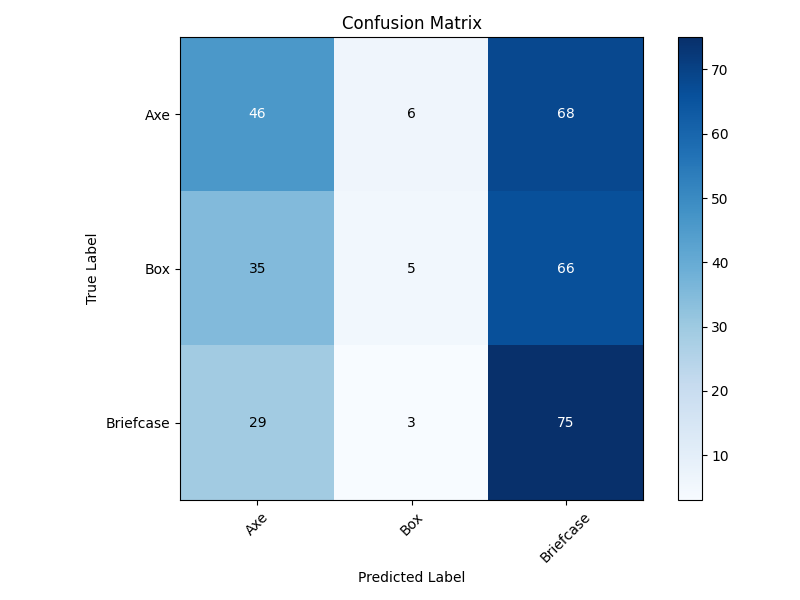 Confusion Matrix
True Label
Axe
46 6 68
Box
35 5 66
Briefcase
29 3 75
Axe Box Briefcase
Predicted Label
70
60
50
40
30
20
10